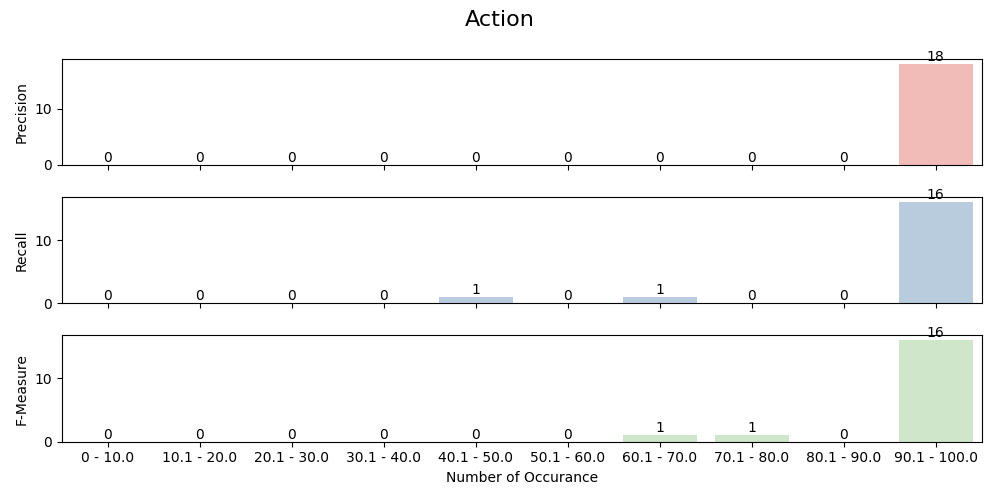 Action
Precision
10
0
0 0 0 0 0 0 0 0 0 18
Recall
10
0
0 0 0 0 1 0 1 0 0 16
F-Measure
10
0
0 0 0 0 0 0 1 1 0 16
0 - 10.0 10.1 - 20.0 20.1 - 30.0 30.1 - 40.0 40.1 - 50.0 50.1 - 60.0 60.1 - 70.0 70.1 - 80.0 80.1 - 90.0 90.1 - 100.0
Number of Occurance